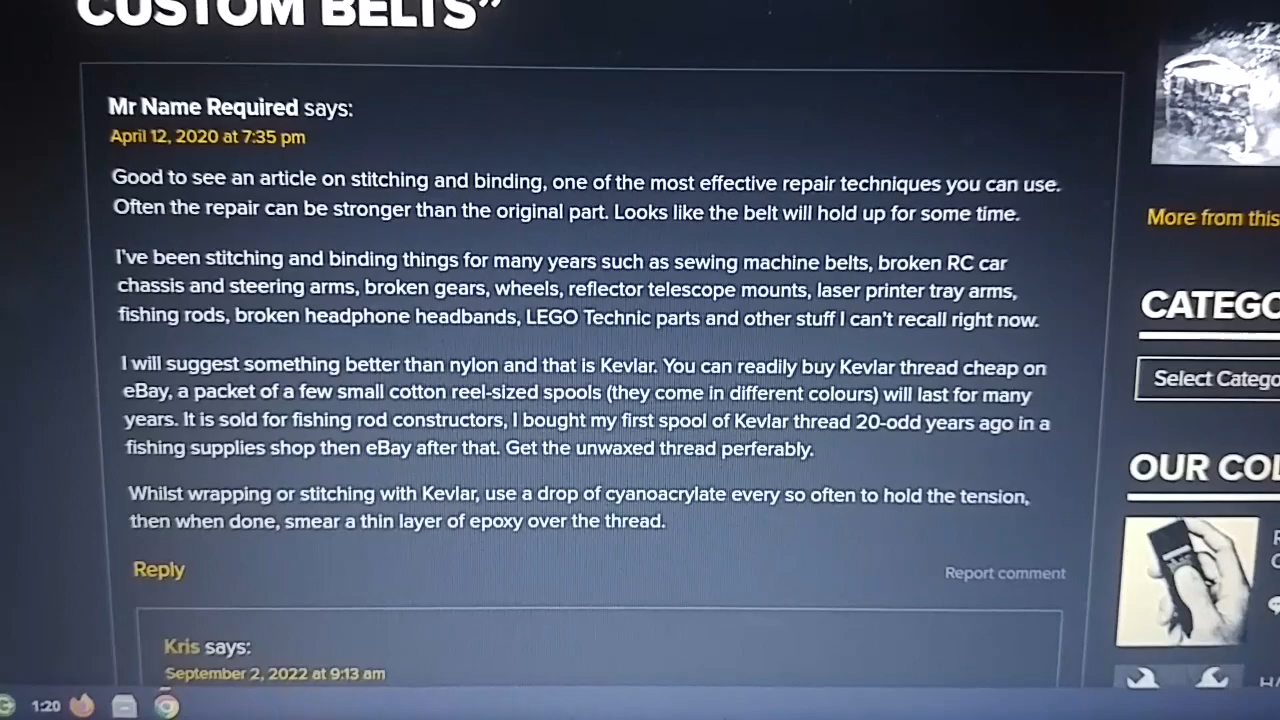 CUSTOM BELTS”
Mr Name Required says:
April 12, 2020 at 7:35 pm
Good to see an article on stitching and binding, one of the most effective repair techniques you can use.
Often the repair can be stronger than the original part. Looks like the belt will hold up for some time.
I've been stitching and binding things for many years such as sewing machine belts, broken RC car
chassis and steering arms, broken gears, wheels, reflector telescope mounts, laser printer tray arms,
fishing rods, broken headphone headbands, LEGO Technic parts and other stuff I can't recall right now.
I will suggest something better than nylon and that is Kevlar. You can readily buy Kevlar thread cheap on
eBay, a packet of a few small cotton reel-sized spools (they come in different colours) will last for many
years. It is sold for fishing rod constructors, I bought my first spool of Kevlar thread 20-odd years ago in a
fishing supplies shop then eBay after that. Get the unwaxed thread perferably.
Whilst wrapping or stitching with Kevlar, use a drop of cyanoacrylate every so often to hold the tension,
then when done, smear a thin layer of epoxy over the thread.
Reply
Report comment
Kris says:
September 2, 2022 at 9:13 am
More from this
CATEGO
Select Catego
OUR COL
1:20